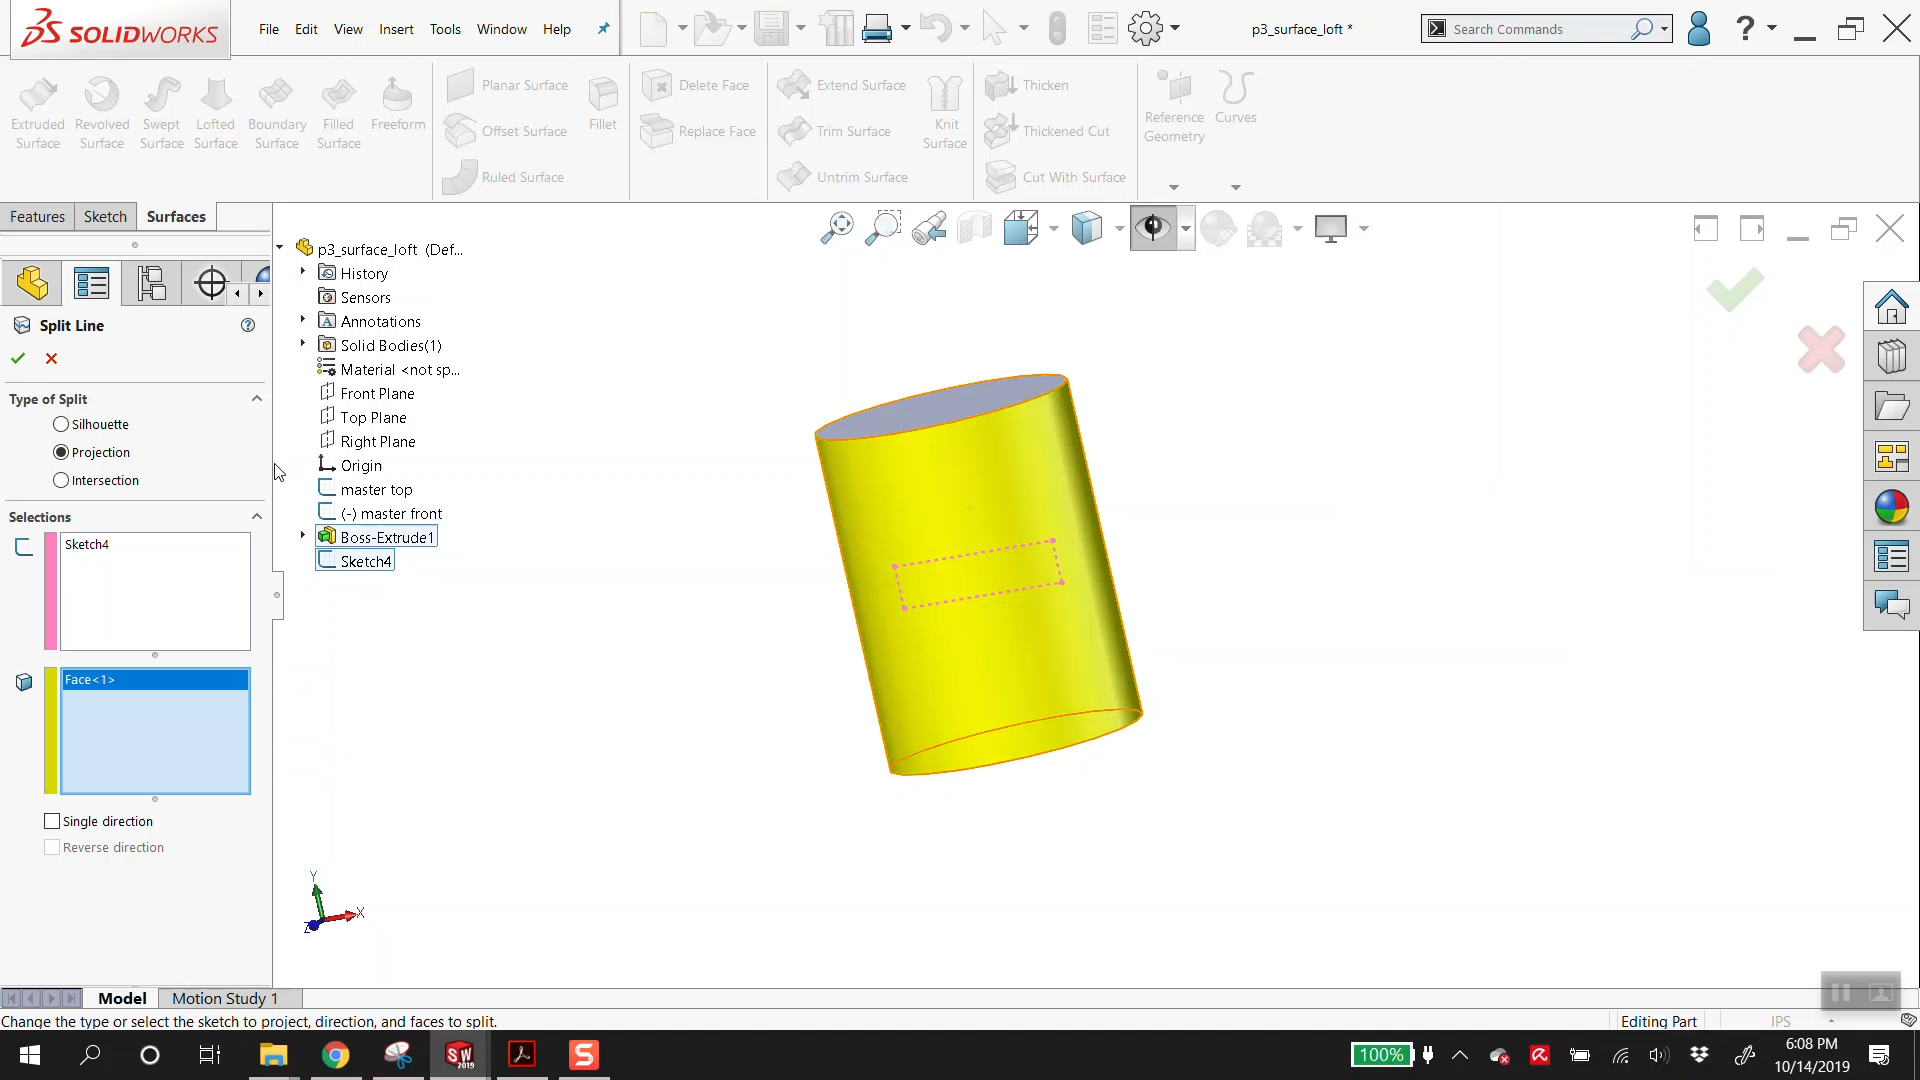 SOLIDWORKS
File Edit View Insert Tools Window Help
p3_surface_loft *
Search Commands
?
Extruded Surface
Revolved Surface
Swept Surface
Lofted Surface
Boundary Surface
Filled Surface
Freeform
Planar Surface
Offset Surface
Ruled Surface
Fillet
Delete Face
Replace Face
Extend Surface
Trim Surface
Untrim Surface
Knit Surface
Thicken
Thickened Cut
Cut With Surface
Reference Geometry
Curves
Features Sketch Surfaces
Split Line
?
Type of Split
Silhouette
Projection
Intersection
Selections
Sketch4
Face<1>
Single direction
Reverse direction
p3_surface_loft (Def...
History
Sensors
A Annotations
Solid Bodies(1)
Material <not sp...
Front Plane
Top Plane
Right Plane
Origin
master top
(-) master front
Boss-Extrude1
Sketch4
Y
X
Z
Model Motion Study 1
Change the type or select the sketch to project, direction, and faces to split.
Editing Part
IPS
SW
2019
S
100%
6:08 PM
10/14/2019